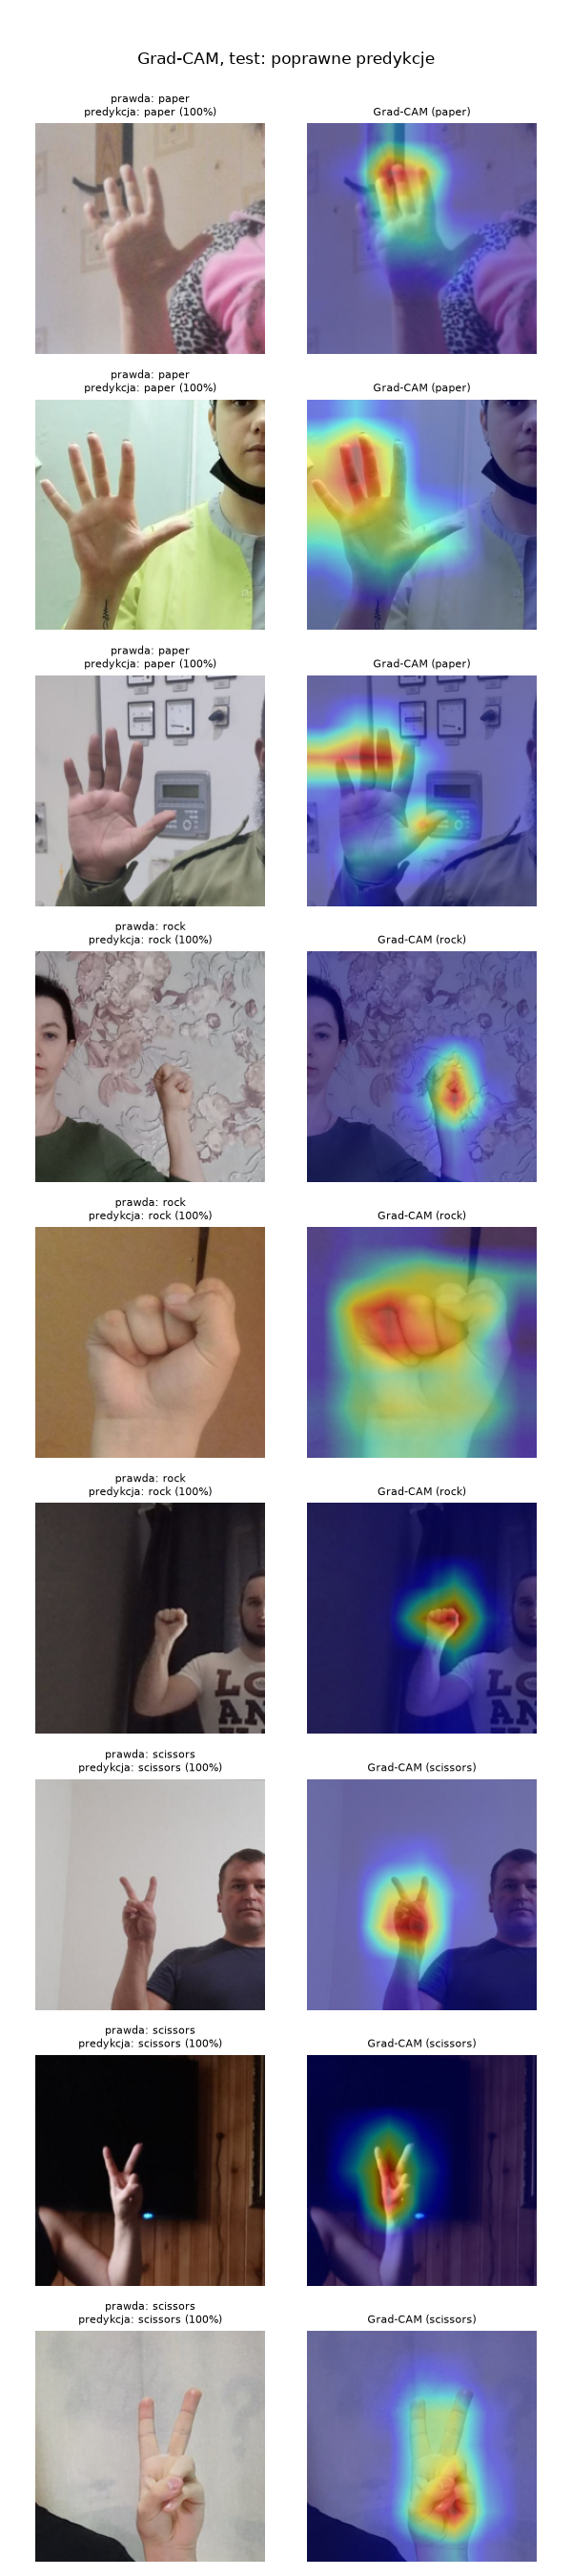 Grad-CAM, test: poprawne predykcje
prawda: paper
predykcja: paper (100%)
Grad-CAM (paper)
prawda: paper
predykcja: paper (100%)
Grad-CAM (paper)
prawda: paper
predykcja: paper (100%)
Grad-CAM (paper)
prawda: rock
predykcja: rock (100%)
Grad-CAM (rock)
prawda: rock
predykcja: rock (100%)
Grad-CAM (rock)
prawda: rock
predykcja: rock (100%)
Grad-CAM (rock)
LO
AN
LO
AN
prawda: scissors
predykcja: scissors (100%)
Grad-CAM (scissors)
prawda: scissors
predykcja: scissors (100%)
Grad-CAM (scissors)
prawda: scissors
predykcja: scissors (100%)
Grad-CAM (scissors)